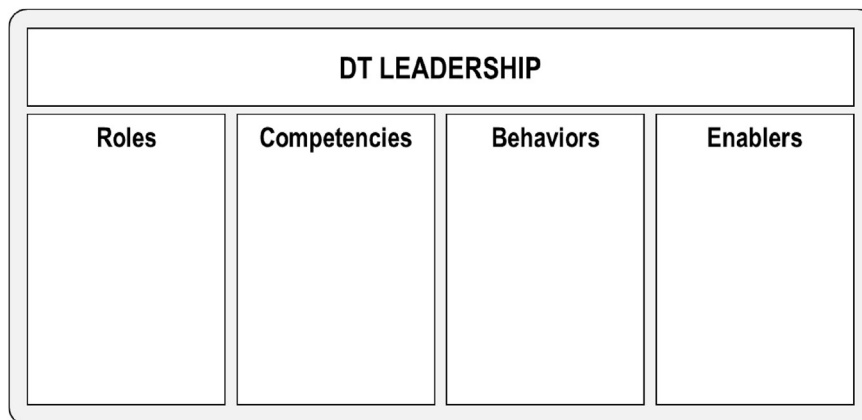 DT LEADERSHIP
Roles
Competencies
Behaviors
Enablers